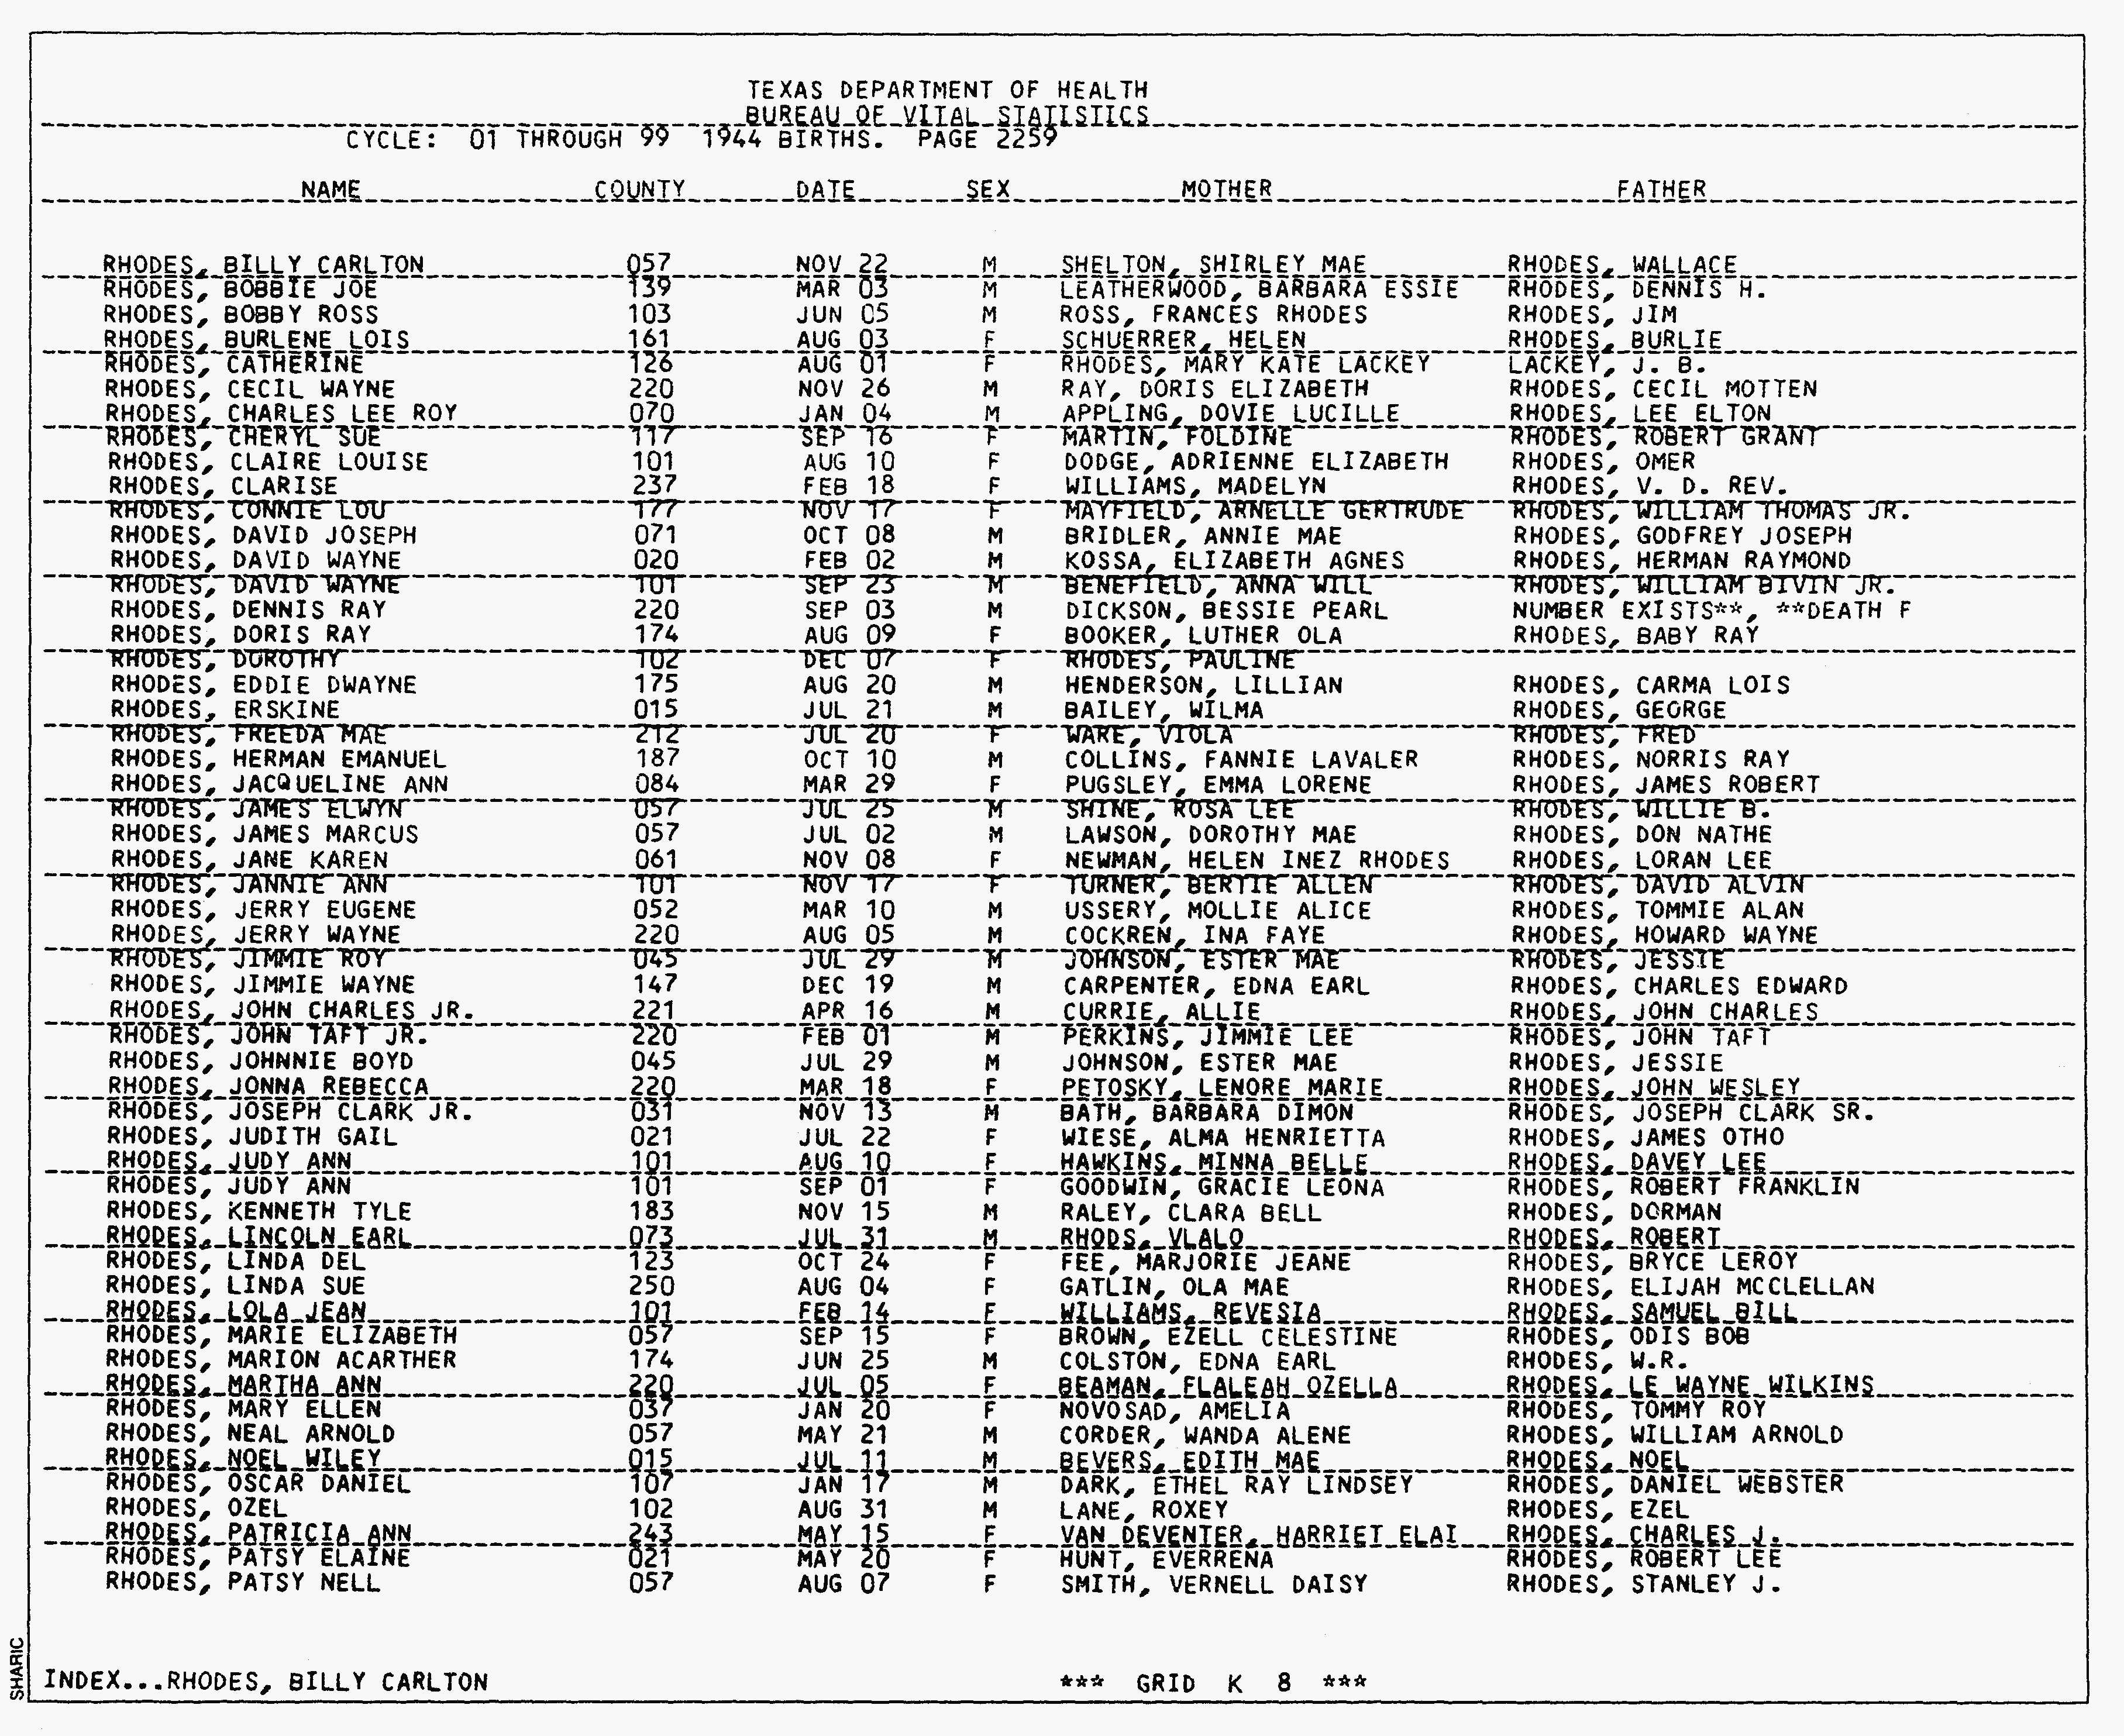 TEXAS DEPARTMENT OF HEALTH
BUREAU OF VITAL STATISTICS
CYCLE: 01 THROUGH 99 1944 BIRTHS. PAGE 2259
NAME COUNTY DATE SEX MOTHER FATHER
RHODES, BILLY CARLTON 057 NOV 22 M SHELTON, SHIRLEY MAE RHODES, WALLACE
RHODES, BOBBIE JOE 139 MAR 03 M LEATHERWOOD, BARBARA ESSIE RHODES, DENNIS H.
RHODES, BOBBY ROSS 103 JUN 05 M ROSS, FRANCES RHODES RHODES, JIM
RHODES, BURLENE LOIS 161 AUG 03 F SCHUERRER, HELEN RHODES, BURLIE
RHODES, CATHERINE 126 AUG 01 F RHODES, MARY KATE LACKEY LACKEY, J. B.
RHODES, CECIL WAYNE 220 NOV 26 M RAY, DORIS ELIZABETH RHODES, CECIL MOTTEN
RHODES, CHARLES LEE ROY 070 JAN 04 M APPLING, DOVIE LUCILLE RHODES, LEE ELTON
RHODES, CHERYL SUE 117 SEP 16 F MARTIN, FOLDINE RHODES, ROBERT GRANT
RHODES, CLAIRE LOUISE 101 AUG 10 F DODGE, ADRIENNE ELIZABETH RHODES, OMER
RHODES, CLARISE 237 FEB 18 F WILLIAMS, MADELYN RHODES, V. D. REV.
RHODES, CONNIE LOU 177 NOV 17 F MAYFIELD, ARNELLE GERTRUDE RHODES, WILLIAM THOMAS JR.
RHODES, DAVID JOSEPH 071 OCT 08 M BRIDLER, ANNIE MAE RHODES, GODFREY JOSEPH
RHODES, DAVID WAYNE 020 FEB 02 M KOSSA, ELIZABETH AGNES RHODES, HERMAN RAYMOND
RHODES, DAVID WAYNE 101 SEP 23 M BENEFIELD, ANNA WILL RHODES, WILLIAM BIVIN JR.
RHODES, DENNIS RAY 220 SEP 03 M DICKSON, BESSIE PEARL NUMBER EXISTS**, **DEATH F
RHODES, DORIS RAY 174 AUG 09 F BOOKER, LUTHER OLA RHODES, BABY RAY
RHODES, DOROTHY 102 DEC 07 F RHODES, PAULINE
RHODES, EDDIE DWAYNE 175 AUG 20 M HENDERSON, LILLIAN RHODES, CARMA LOIS
RHODES, ERSKINE 015 JUL 21 M BAILEY, WILMA RHODES, GEORGE
RHODES, FREEDA MAE 212 JUL 20 F WARE, VIOLA RHODES, FRED
RHODES, HERMAN EMANUEL 187 OCT 10 M COLLINS, FANNIE LAVALER RHODES, NORRIS RAY
RHODES, JACQUELINE ANN 084 MAR 29 F PUGSLEY, EMMA LORENE RHODES, JAMES ROBERT
RHODES, JAMES ELWYN 057 JUL 25 M SHINE, ROSA LEE RHODES, WILLIE B.
RHODES, JAMES MARCUS 057 JUL 02 M LAWSON, DOROTHY MAE RHODES, DON NATHE
RHODES, JANE KAREN 061 NOV 08 F NEWMAN, HELEN INEZ RHODES RHODES, LORAN LEE
RHODES, JANNIE ANN 101 NOV 17 F TURNER, BERTIE ALLEN RHODES, DAVID ALVIN
RHODES, JERRY EUGENE 052 MAR 10 M USSERY, MOLLIE ALICE RHODES, TOMMIE ALAN
RHODES, JERRY WAYNE 220 AUG 05 M COCKREN, INA FAYE RHODES, HOWARD WAYNE
RHODES, JIMMIE ROY 045 JUL 29 M JOHNSON, ESTER MAE RHODES, JESSIE
RHODES, JIMMIE WAYNE 147 DEC 19 M CARPENTER, EDNA EARL RHODES, CHARLES EDWARD
RHODES, JOHN CHARLES JR. 221 APR 16 M CURRIE, ALLIE RHODES, JOHN CHARLES
RHODES, JOHN TAFT JR. 220 FEB 01 M PERKINS, JIMMIE LEE RHODES, JOHN TAFT
RHODES, JOHNNIE BOYD 045 JUL 29 M JOHNSON, ESTER MAE RHODES, JESSIE
RHODES, JONNA REBECCA 220 MAR 18 F PETOSKY, LENORE MARIE RHODES, JOHN WESLEY
RHODES, JOSEPH CLARK JR. 031 NOV 13 M BATH, BARBARA DIMON RHODES, JOSEPH CLARK SR.
RHODES, JUDITH GAIL 021 JUL 22 F WIESE, ALMA HENRIETTA RHODES, JAMES OTHO
RHODES, JUDY ANN 101 AUG 10 F HAWKINS, MINNA BELLE RHODES, DAVEY LEE
RHODES, JUDY ANN 101 SEP 01 F GOODWIN, GRACIE LEONA RHODES, ROBERT FRANKLIN
RHODES, KENNETH TYLE 183 NOV 15 M RALEY, CLARA BELL RHODES, DORMAN
RHODES, LINCOLN EARL 073 JUL 31 M RHODS, VLALO RHODES, ROBERT
RHODES, LINDA DEL 123 OCT 24 F FEE, MARJORIE JEANE RHODES, BRYCE LEROY
RHODES, LINDA SUE 250 AUG 04 F GATLIN, OLA MAE RHODES, ELIJAH MCCLELLAN
RHODES, LOLA JEAN 101 FEB 14 F WILLIAMS, REVESIA RHODES, SAMUEL BILL
RHODES, MARIE ELIZABETH 057 SEP 15 F BROWN, EZELL CELESTINE RHODES, ODIS BOB
RHODES, MARION ACARTHER 174 JUN 25 M COLSTON, EDNA EARL RHODES, W.R.
RHODES, MARTHA ANN 220 JUL 05 F BEAMAN, FLALEAH OZELLA RHODES, LE WAYNE WILKINS
RHODES, MARY ELLEN 037 JAN 20 F NOVOSAD, AMELIA RHODES, TOMMY ROY
RHODES, NEAL ARNOLD 057 MAY 21 M CORDER, WANDA ALENE RHODES, WILLIAM ARNOLD
RHODES, NOEL WILEY 015 JUL 11 M BEVERS, EDITH MAE RHODES, NOEL
RHODES, OSCAR DANIEL 107 JAN 17 M DARK, ETHEL RAY LINDSEY RHODES, DANIEL WEBSTER
RHODES, OZEL 102 AUG 31 M LANE, ROXEY RHODES, EZEL
RHODES, PATRICIA ANN 243 MAY 15 F VAN DEVENTER, HARRIET ELAI RHODES, CHARLES J.
RHODES, PATSY ELAINE 021 MAY 20 F HUNT, EVERRENA RHODES, ROBERT LEE
RHODES, PATSY NELL 057 AUG 07 F SMITH, VERNELL DAISY RHODES, STANLEY J.
INDEX...RHODES, BILLY CARLTON *** GRID K 8 ***
SHARIC